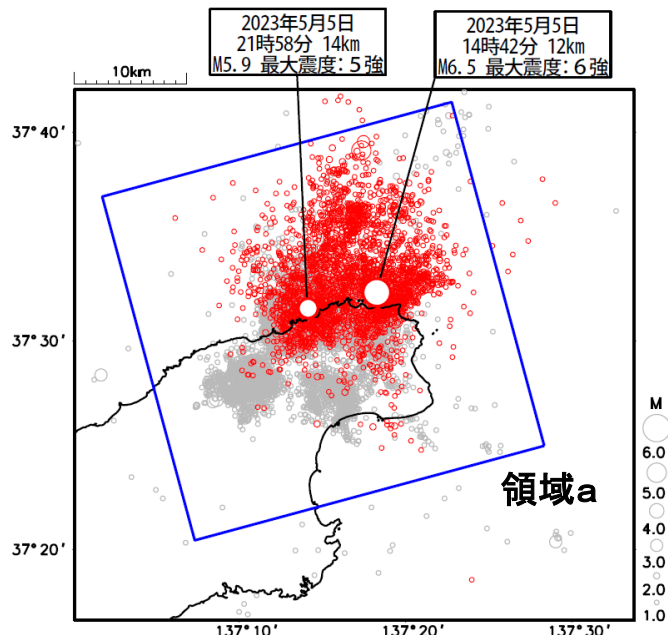 2023年5月5日
21時58分 14km
M5.9 最大震度:5強
2023年5月5日
14時42分 12km
M6.5 最大震度:6強
10km
37°40′
37°30′
37°20′
137°10′
137°20′
137°30′
領域a
M
6.0
5.0
4.0
3.0
2.0
1.0